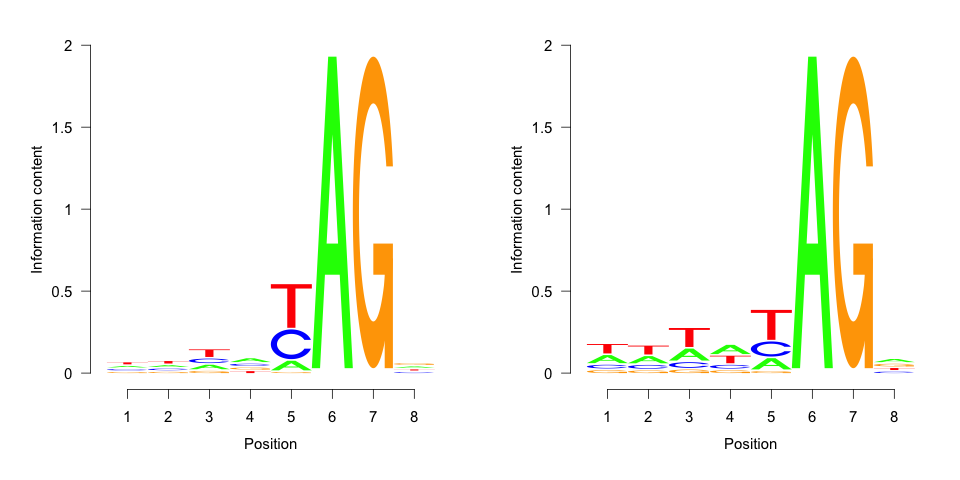 2
1.5
1
0.5
0
Information content
T
C
A
G
1 2 3 4 5 6 7 8
Position
2
1.5
1
0.5
0
Information content
T
T
T
A
T
A
G
A
A
A
T
C
A
1 2 3 4 5 6 7 8
Position